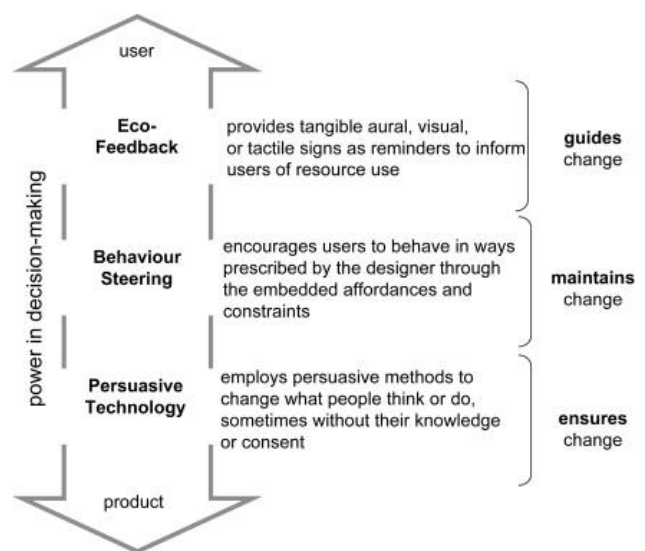 user
power in decision-making
Eco-
Feedback
provides tangible aural, visual,
or tactile signs as reminders to inform
users of resource use
guides
change
Behaviour
Steering
encourages users to behave in ways
prescribed by the designer through
the embedded affordances and
constraints
maintains
change
Persuasive
Technology
employs persuasive methods to
change what people think or do,
sometimes without their knowledge
or consent
ensures
change
product